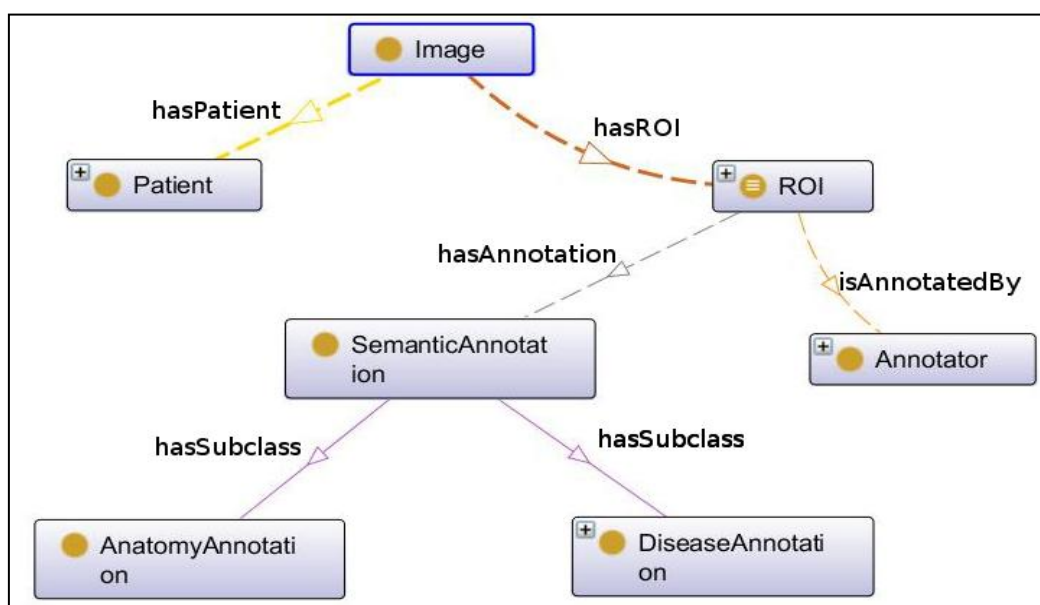 Image
hasPatient
hasROI
Patient
ROI
hasAnnotation
isAnnotatedBy
SemanticAnnotat
ion
Annotator
hasSubclass
hasSubclass
AnatomyAnnotati
on
DiseaseAnnotati
on